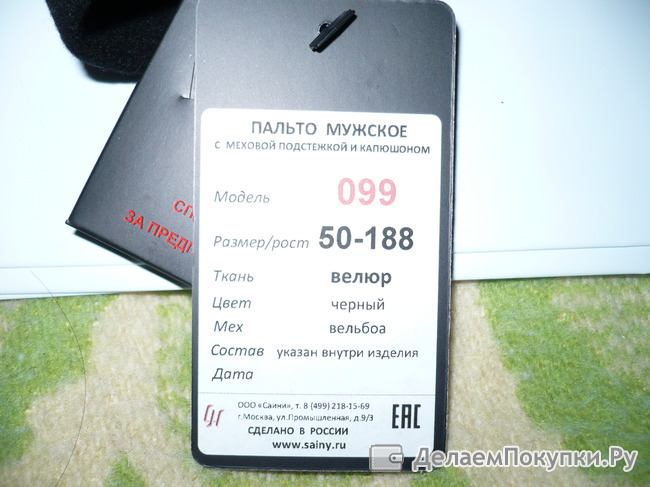 ПАЛЬТО МУЖСКОЕ
С МЕХОВОЙ ПОДСТЕЖКОЙ И КАПЮШОНОМ
Модель 099
Размер/рост 50-188
Ткань велюр
Цвет черный
Мех вельбоа
Состав указан внутри изделия
Дата
ООО «Саини», т. 8 (499) 218-15-69
г.Москва, ул.Промышленная, д.9/3
СДЕЛАНО В РОССИИ
www.sainy.ru
EAC
ЗА
ДелаемПокупки.Ру